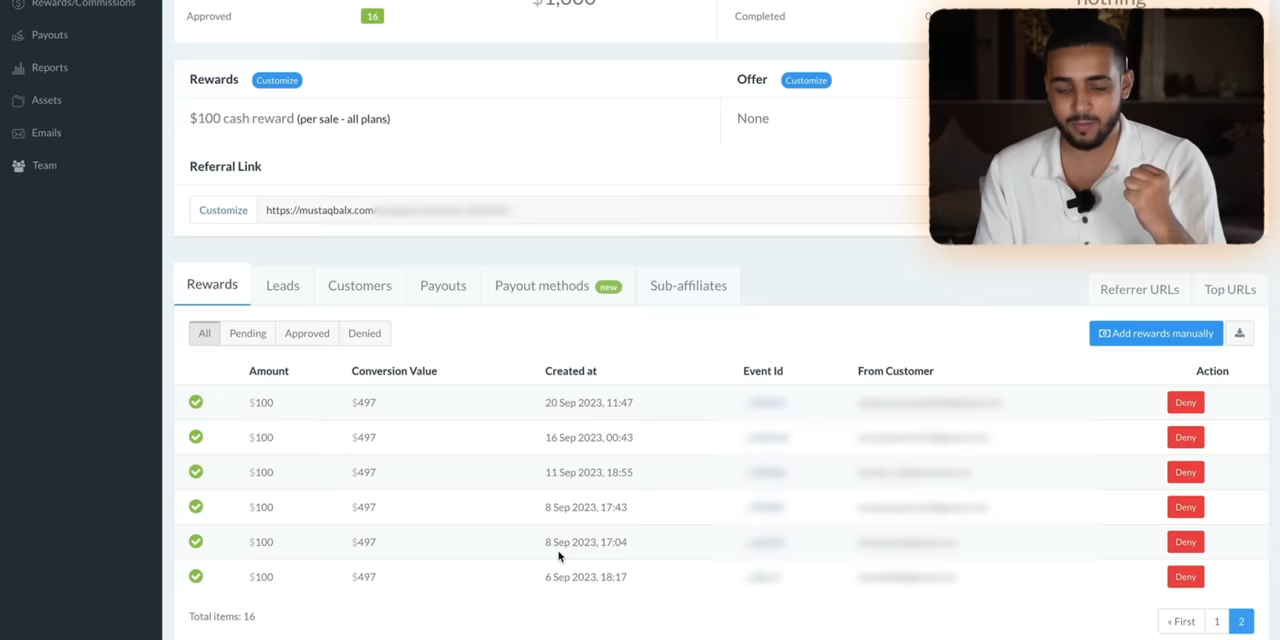 Rewards/Commissions
Payouts
Reports
Assets
Emails
Team
Approved 16
$1,600
Completed
nothing
Rewards Customize
Offer Customize
$100 cash reward (per sale - all plans)
None
Referral Link
Customize https://mustaqbalx.com/
Rewards Leads Customers Payouts Payout methods new Sub-affiliates Referrer URLs Top URLs
All Pending Approved Denied Add rewards manually
Amount Conversion Value Created at Event Id From Customer Action
$100 $497 20 Sep 2023, 11:47 Deny
$100 $497 16 Sep 2023, 00:43 Deny
$100 $497 11 Sep 2023, 18:55 Deny
$100 $497 8 Sep 2023, 17:43 Deny
$100 $497 8 Sep 2023, 17:04 Deny
$100 $497 6 Sep 2023, 18:17 Deny
Total items: 16
« First 1 2